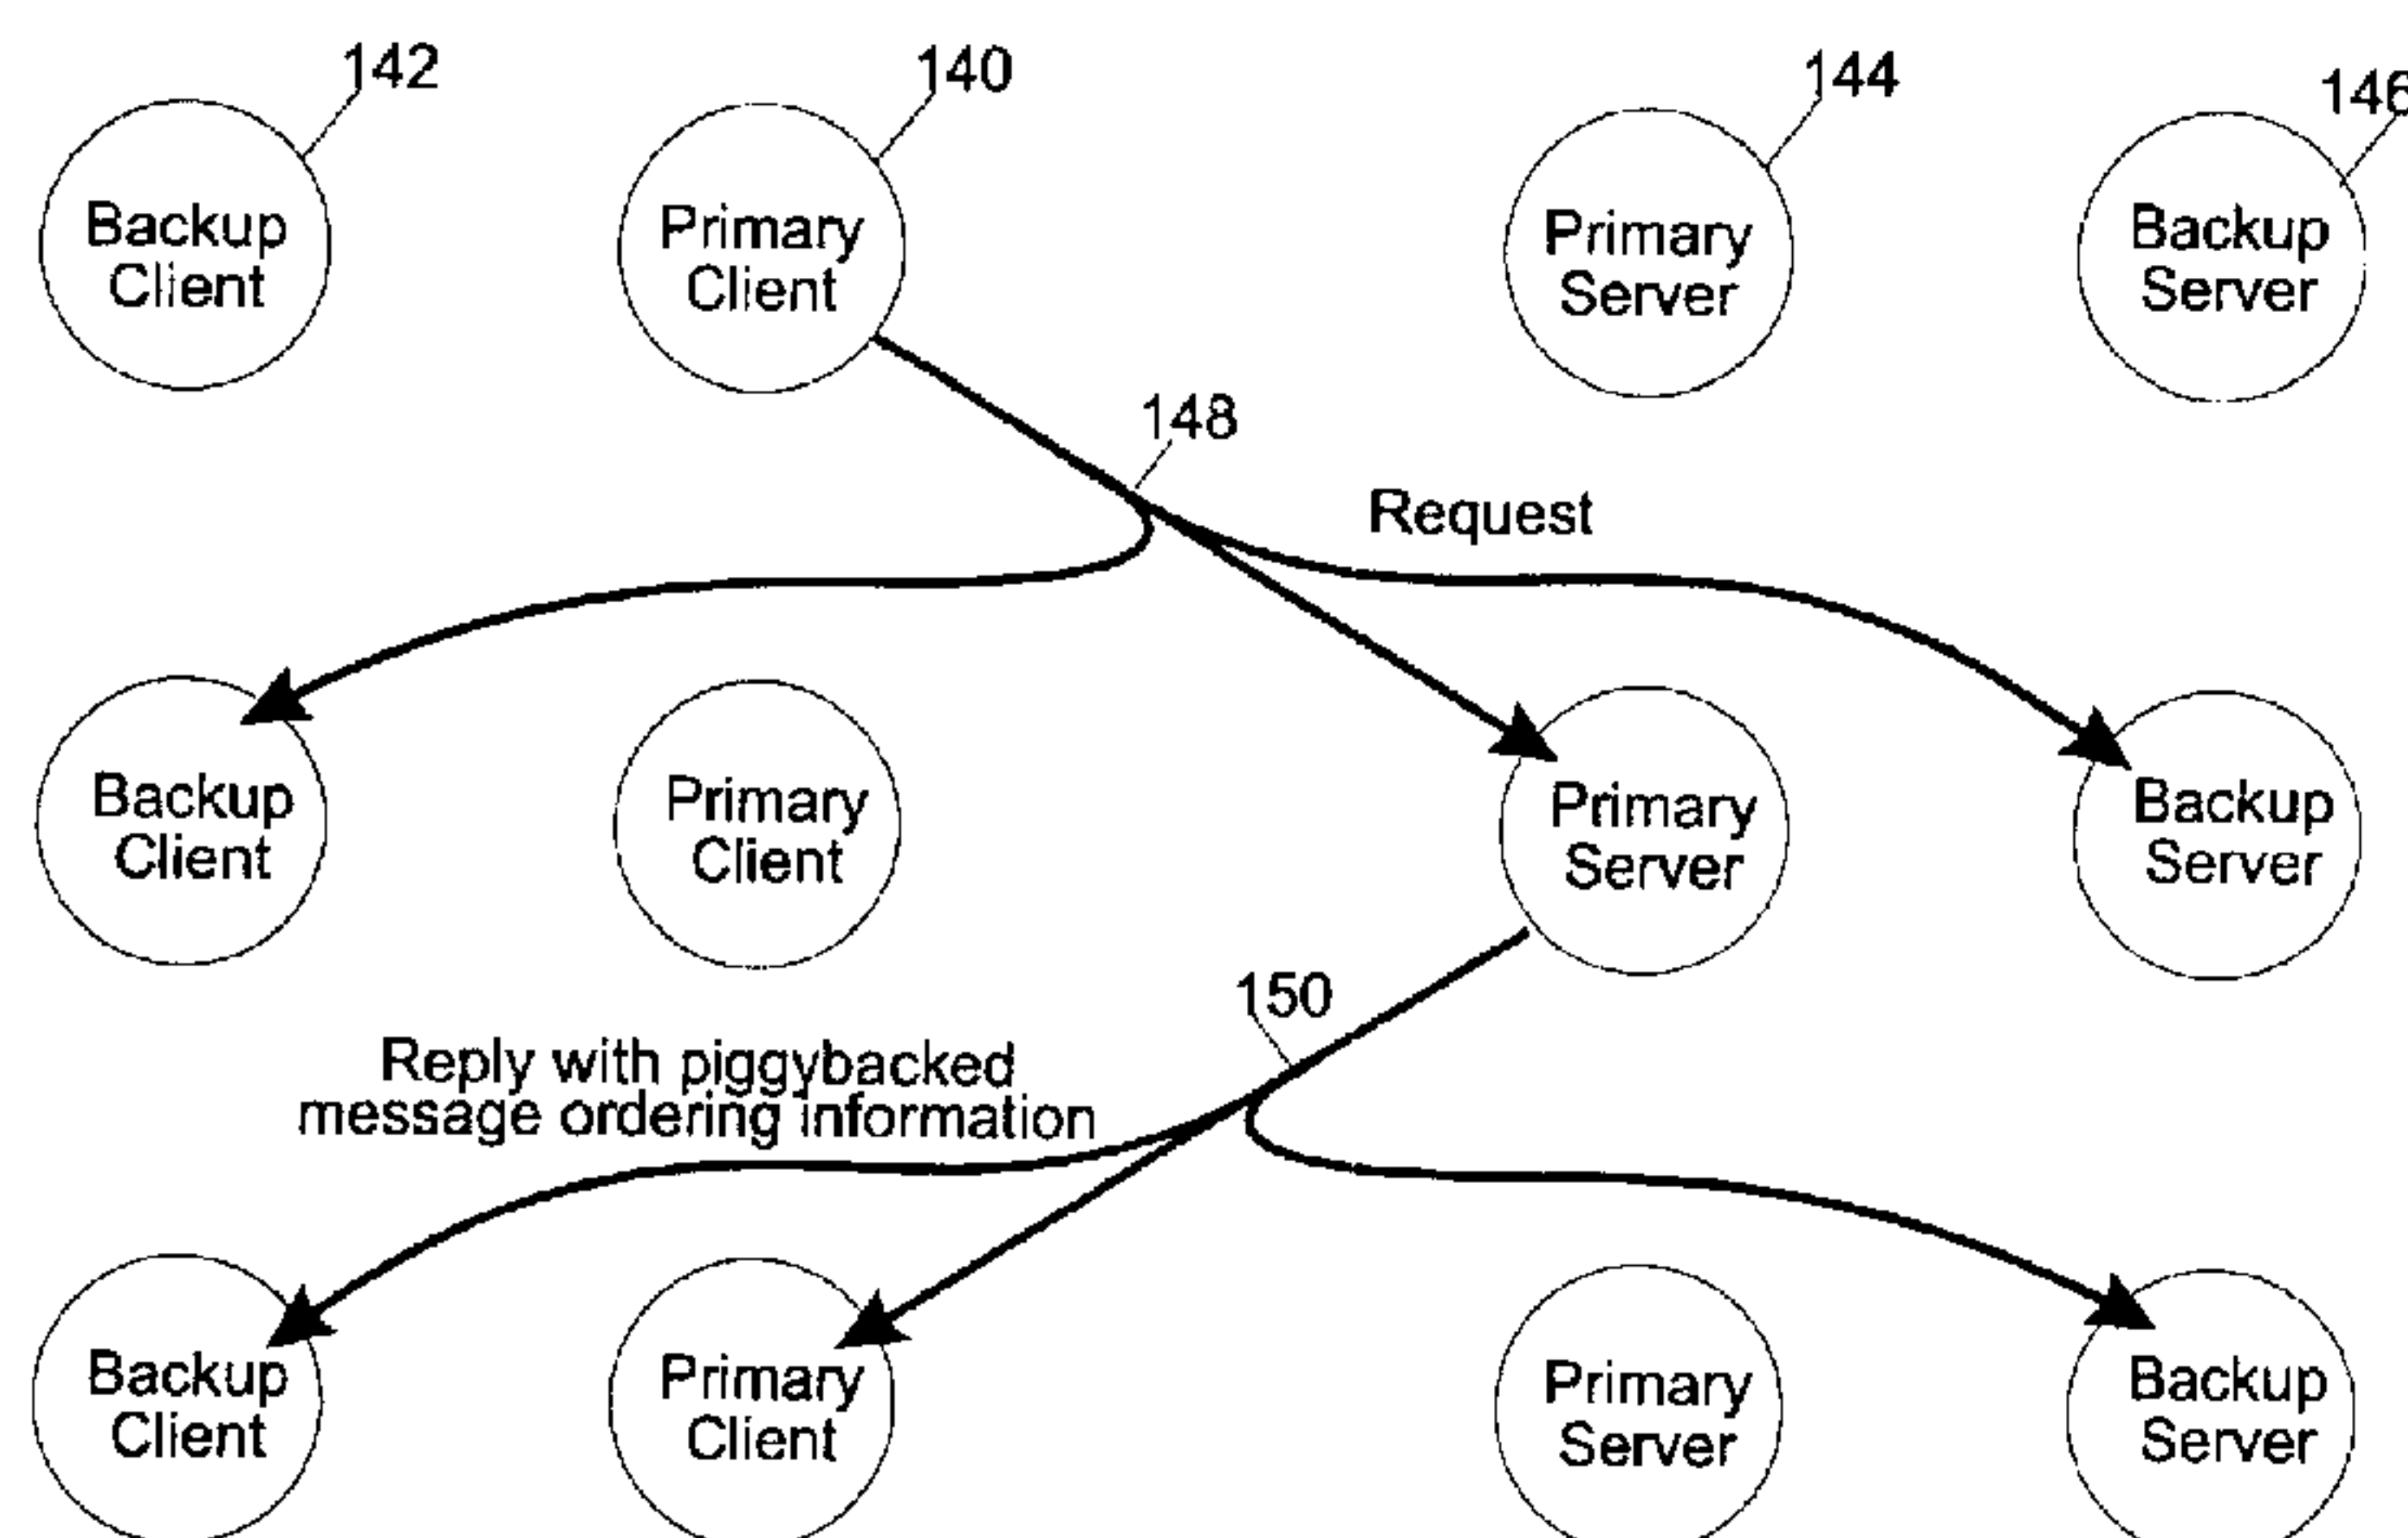 142
140
144
146
Backup
Client
Primary
Client
Primary
Server
Backup
Server
148
Request
Backup
Client
Primary
Client
Primary
Server
Backup
Server
150
Reply with piggybacked
message ordering information
Backup
Client
Primary
Client
Primary
Server
Backup
Server